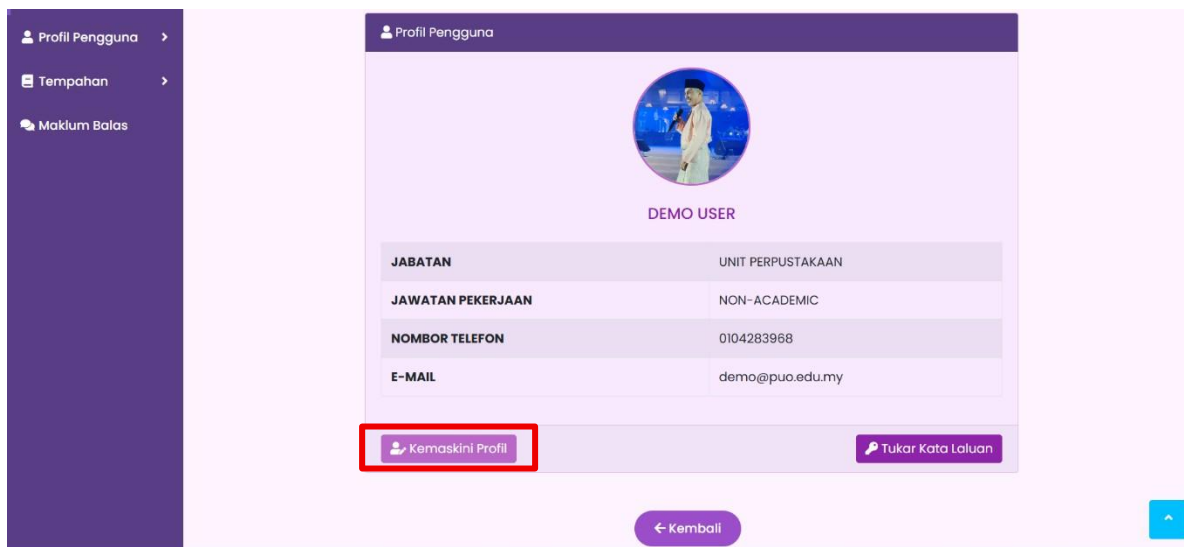 Profil Pengguna
Tempahan
Maklum Balas
Profil Pengguna
DEMO USER
JABATAN UNIT PERPUSTAKAAN
JAWATAN PEKERJAAN NON-ACADEMIC
NOMBOR TELEFON 0104283968
E-MAIL demo@puo.edu.my
Kemaskini Profil Tukar Kata Laluan
Kembali